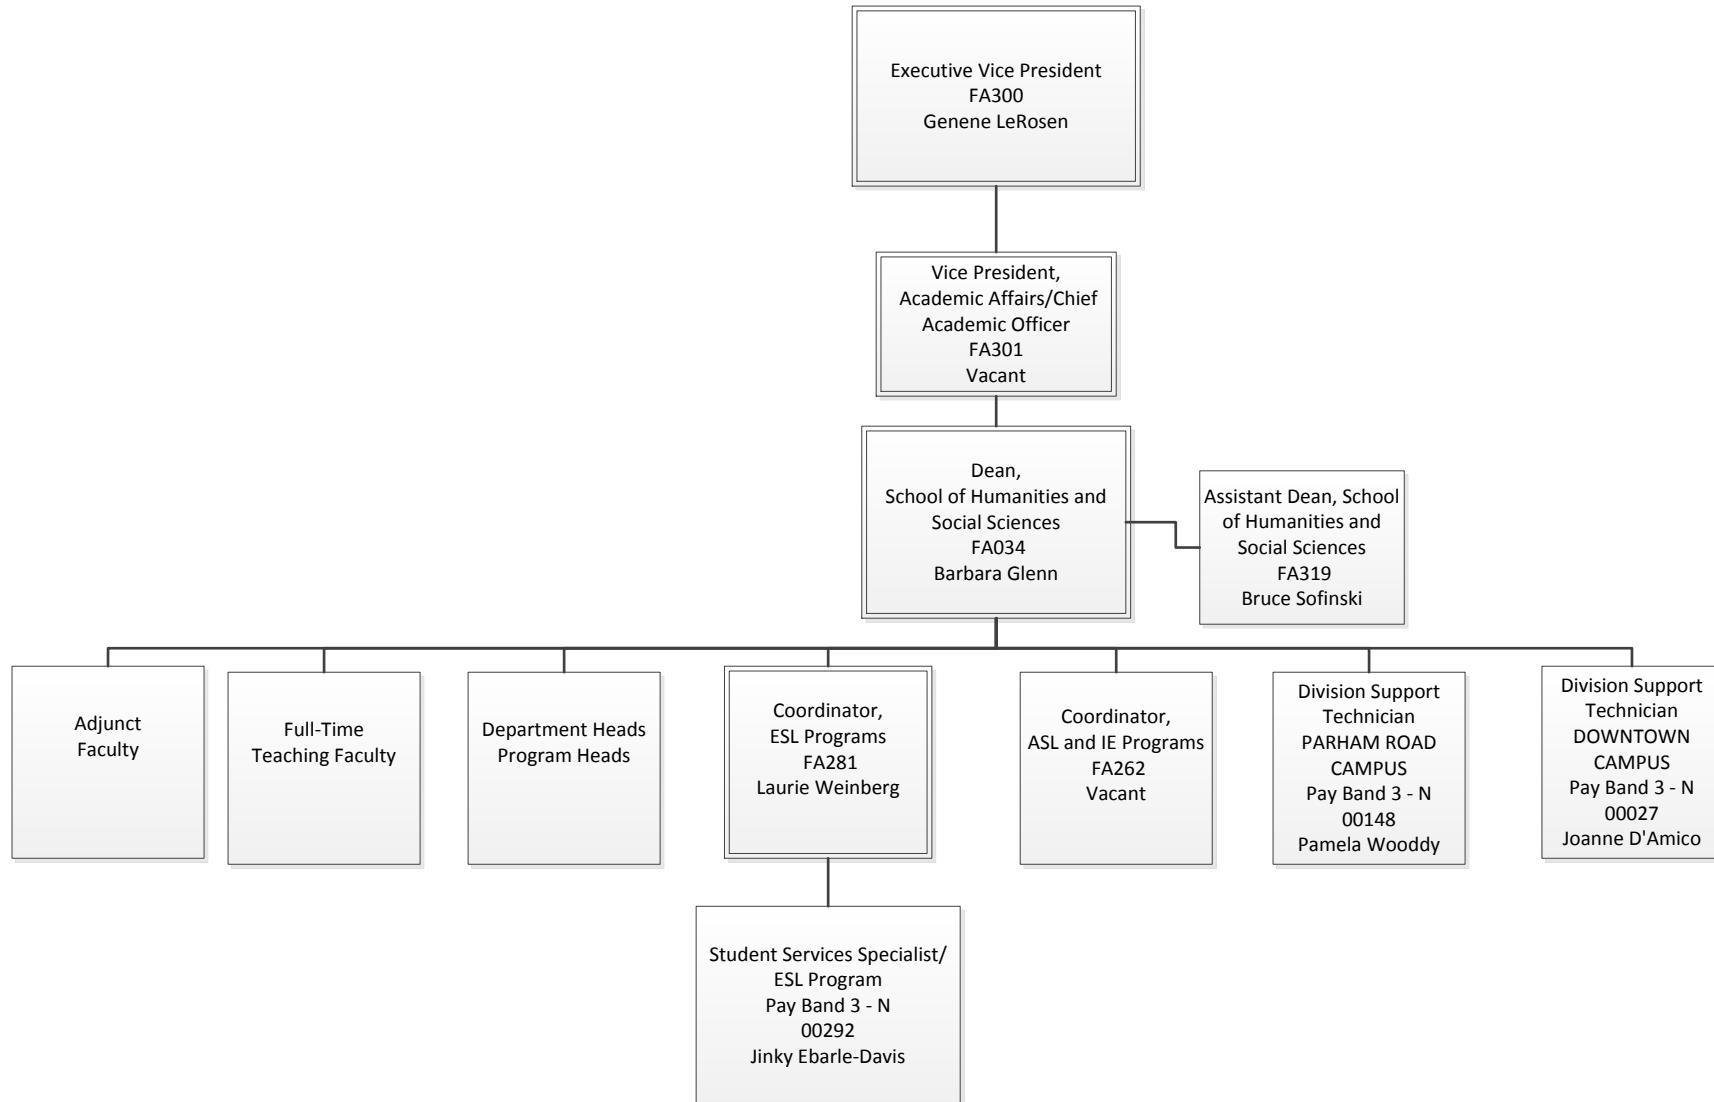 Executive Vice President
FA300
Genene LeRosen
Vice President,
Academic Affairs/Chief
Academic Officer
FA301
Vacant
Dean,
School of Humanities and
Social Sciences
FA034
Barbara Glenn
Assistant Dean, School
of Humanities and
Social Sciences
FA319
Bruce Sofinski
Adjunct
Faculty
Full-Time
Teaching Faculty
Department Heads
Program Heads
Coordinator,
ESL Programs
FA281
Laurie Weinberg
Coordinator,
ASL and IE Programs
FA262
Vacant
Division Support
Technician
PARHAM ROAD
CAMPUS
Pay Band 3 - N
00148
Pamela Wooddy
Division Support
Technician
DOWNTOWN
CAMPUS
Pay Band 3 - N
00027
Joanne D'Amico
Student Services Specialist/
ESL Program
Pay Band 3 - N
00292
Jinky Ebarle-Davis